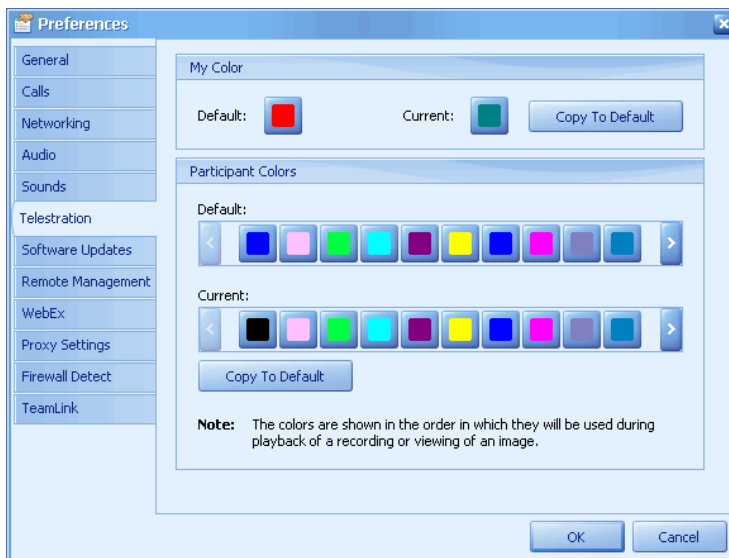 Preferences
General
Calls
Networking
Audio
Sounds
Telestration
Software Updates
Remote Management
WebEx
Proxy Settings
Firewall Detect
TeamLink
My Color
Default:
Current:
Copy To Default
Participant Colors
Default:
Current:
Copy To Default
Note: The colors are shown in the order in which they will be used during
playback of a recording or viewing of an image.
OK
Cancel